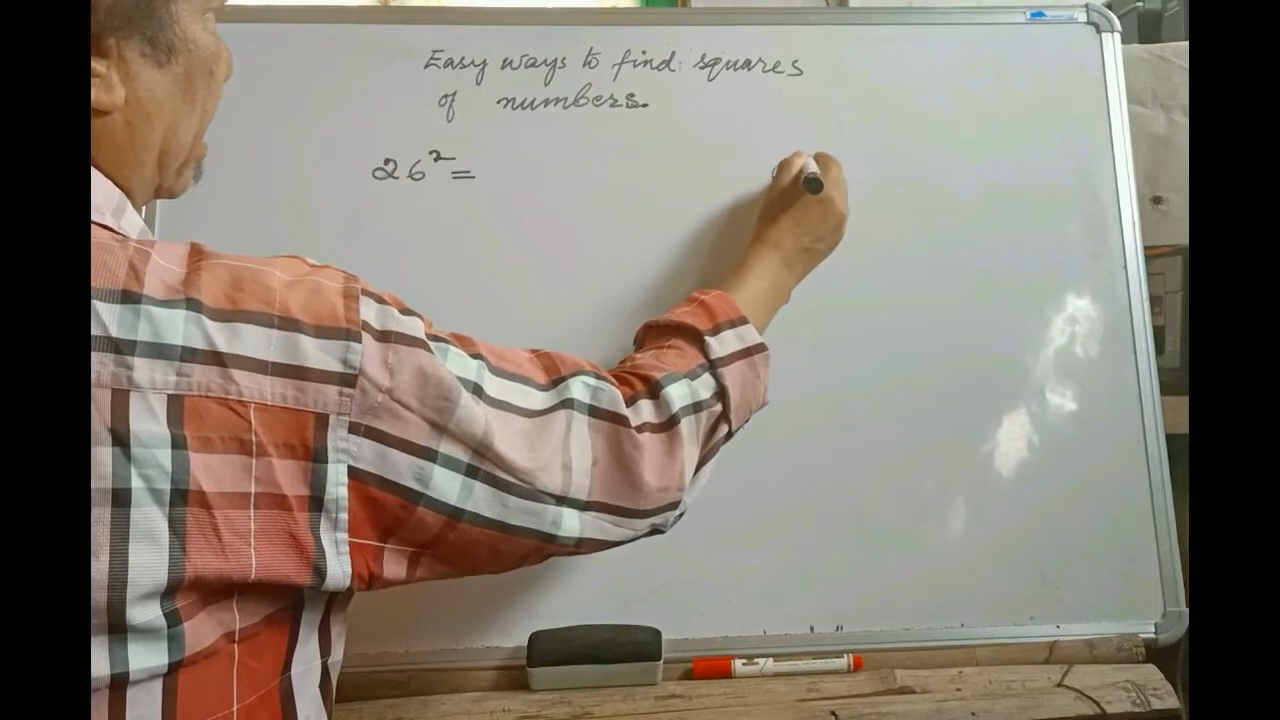 Easy ways to find squares
of numbers.
26²=